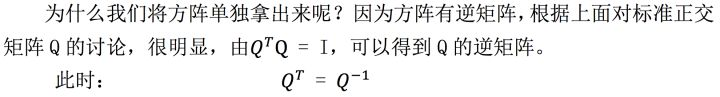 为什么我们将方阵单独拿出来呢？因为方阵有逆矩阵，根据上面对标准正交
矩阵 Q 的讨论，很明显，由Q^TQ = I，可以得到 Q 的逆矩阵。
此时： Q^T = Q^{-1}